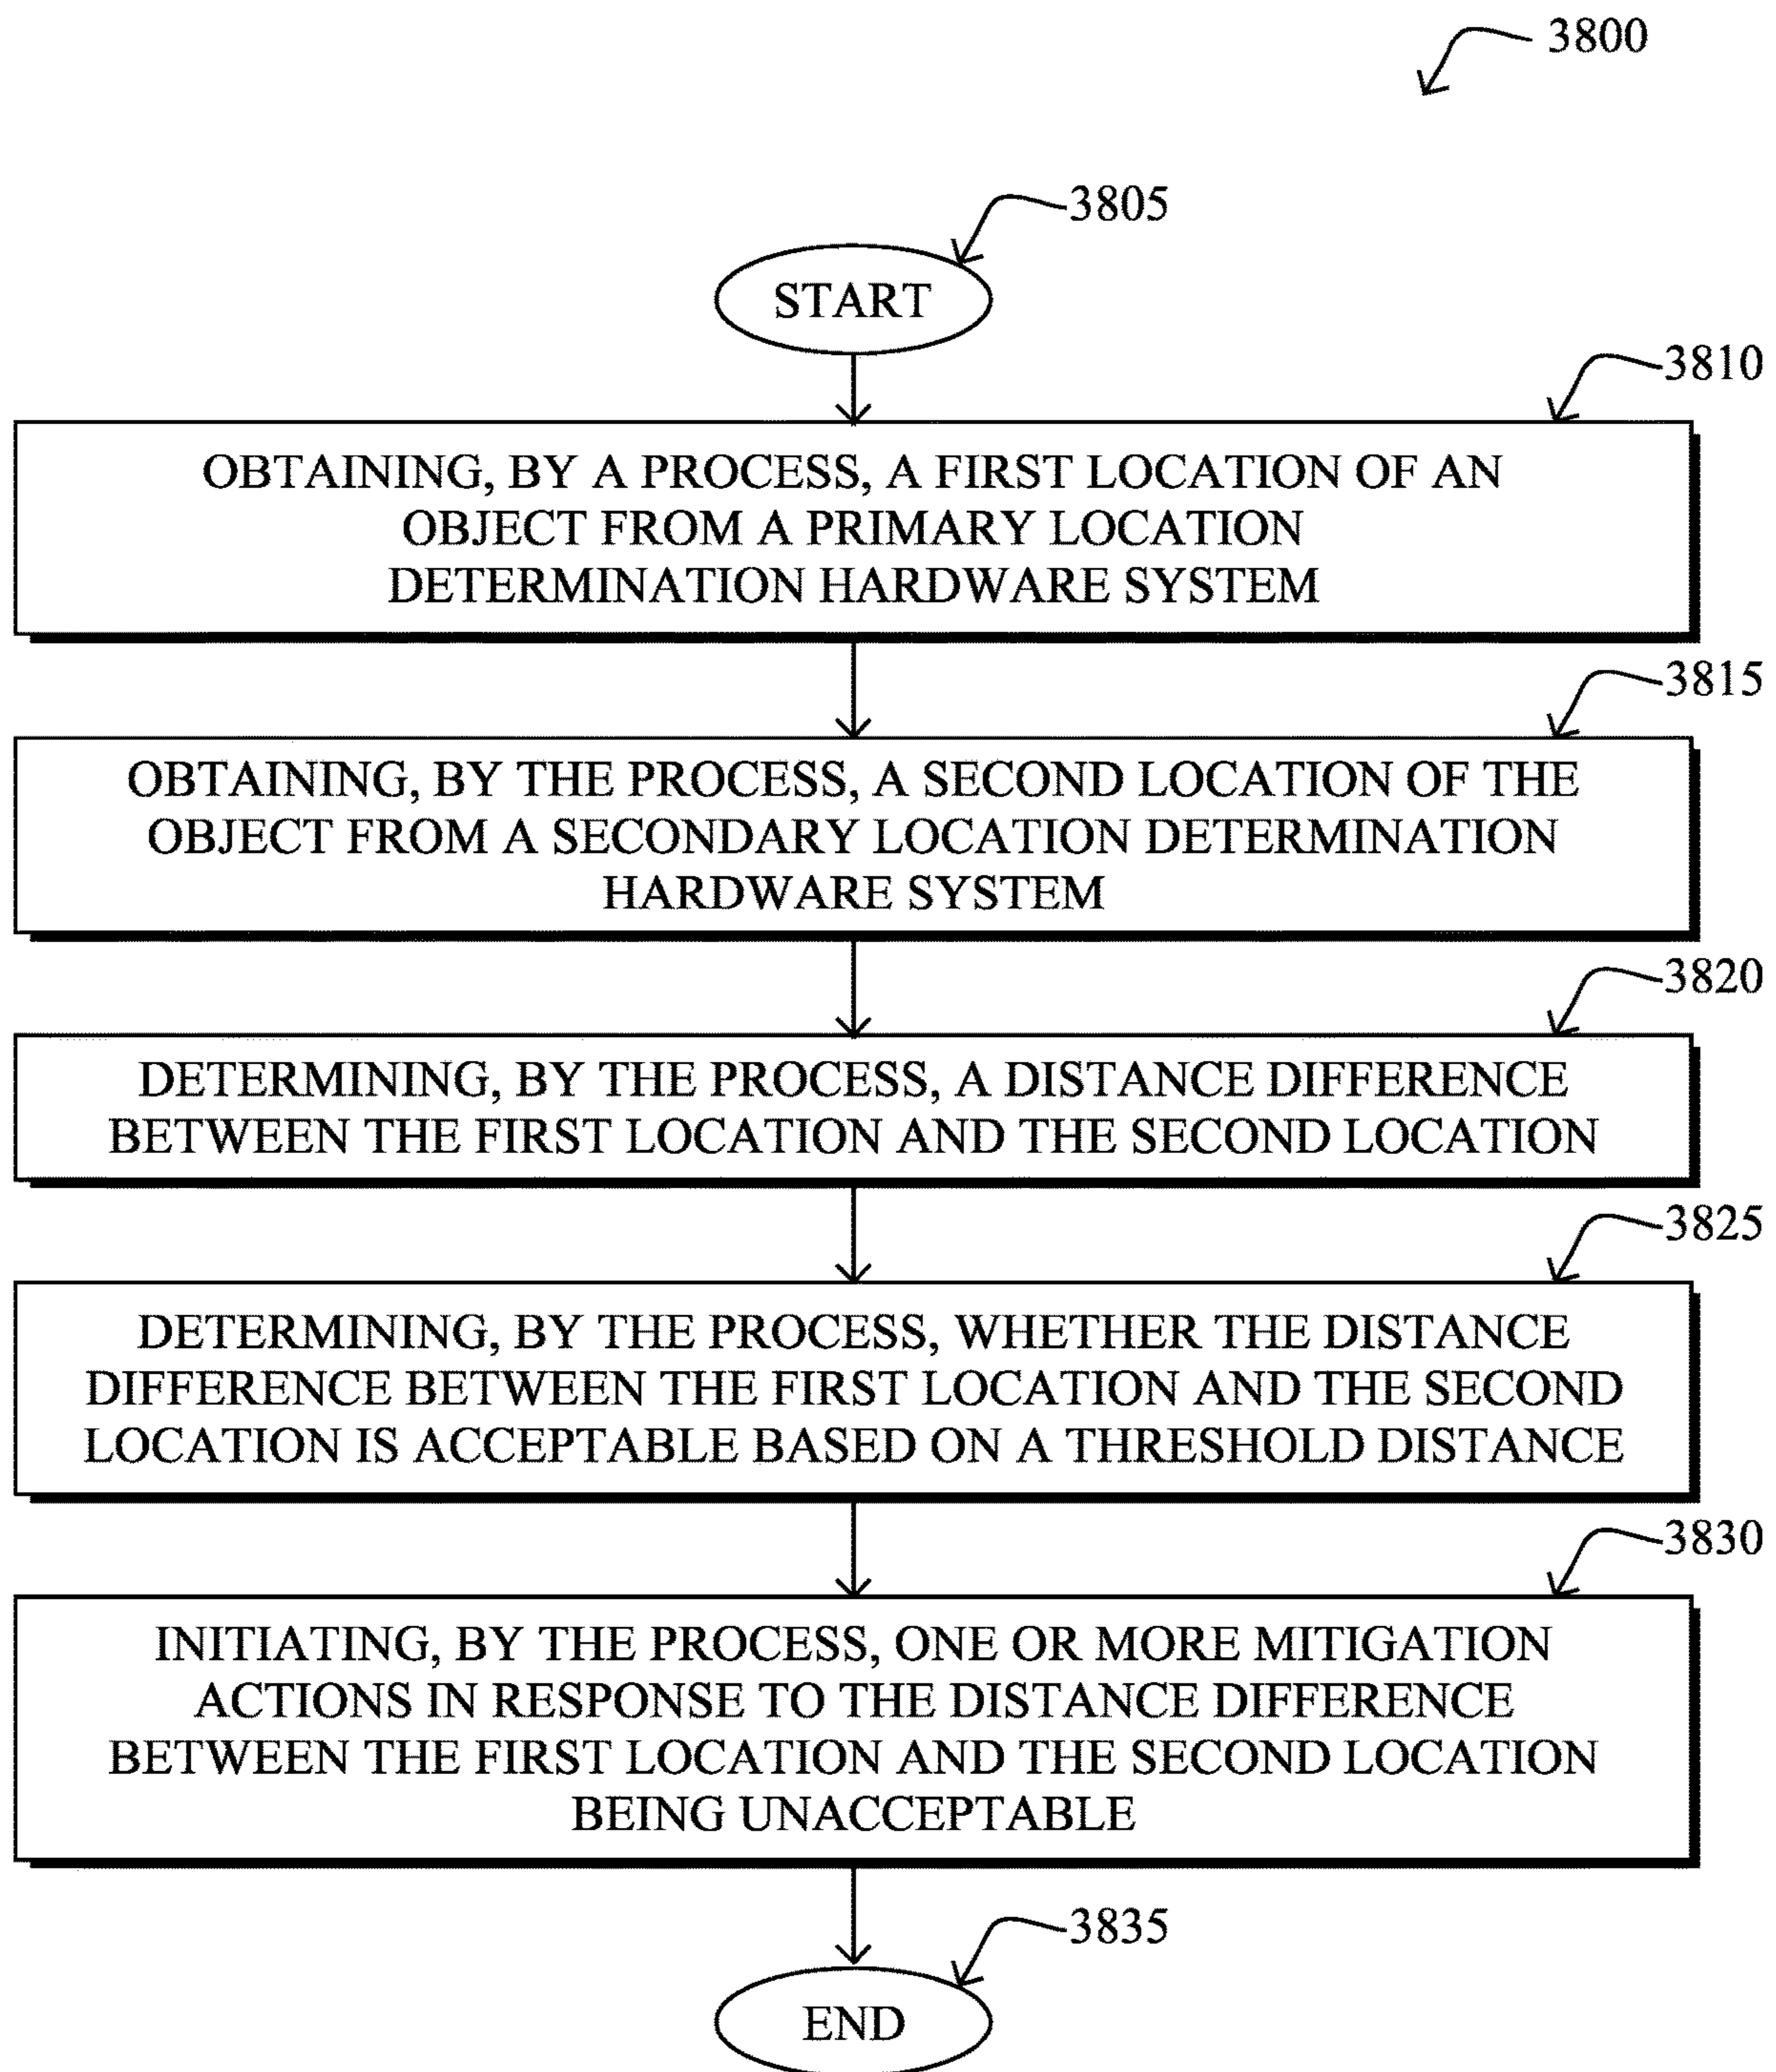 3800
3805
START
3810
OBTAINING, BY A PROCESS, A FIRST LOCATION OF AN
OBJECT FROM A PRIMARY LOCATION
DETERMINATION HARDWARE SYSTEM
3815
OBTAINING, BY THE PROCESS, A SECOND LOCATION OF THE
OBJECT FROM A SECONDARY LOCATION DETERMINATION
HARDWARE SYSTEM
3820
DETERMINING, BY THE PROCESS, A DISTANCE DIFFERENCE
BETWEEN THE FIRST LOCATION AND THE SECOND LOCATION
3825
DETERMINING, BY THE PROCESS, WHETHER THE DISTANCE
DIFFERENCE BETWEEN THE FIRST LOCATION AND THE SECOND
LOCATION IS ACCEPTABLE BASED ON A THRESHOLD DISTANCE
3830
INITIATING, BY THE PROCESS, ONE OR MORE MITIGATION
ACTIONS IN RESPONSE TO THE DISTANCE DIFFERENCE
BETWEEN THE FIRST LOCATION AND THE SECOND LOCATION
BEING UNACCEPTABLE
3835
END